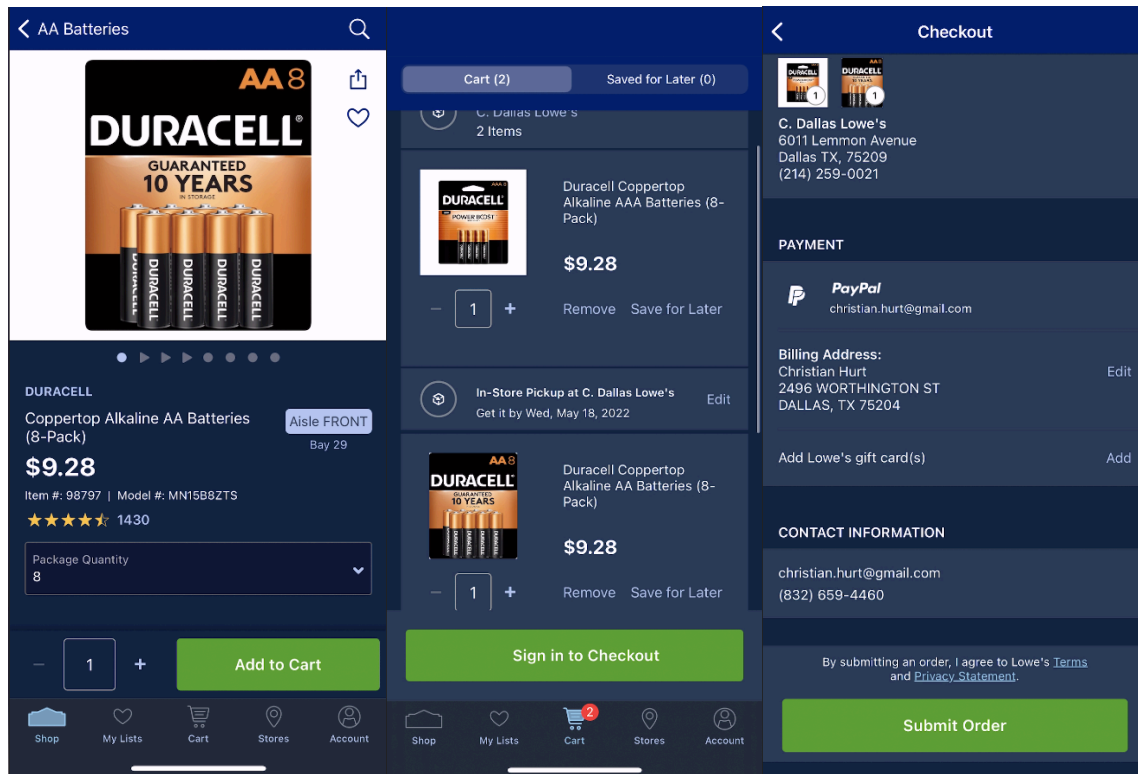 AA Batteries
AA 8
DURACELL®
GUARANTEED
10 YEARS
IN STORAGE
DURACELL
DURACELL
DURACELL
DURACELL
DURACELL
DURACELL
Coppertop Alkaline AA Batteries
(8-Pack)
Aisle FRONT
Bay 29
$9.28
Item #: 98797 | Model #: MN15B8ZTS
1430
Package Quantity
8
1
Add to Cart
Shop
My Lists
Cart
Stores
Account
Cart (2)
Saved for Later (0)
C. Dallas Lowe's
2 Items
AAA 8
DURACELL
POWER BOOST
Duracell Coppertop
Alkaline AAA Batteries (8-
Pack)
$9.28
1
Remove
Save for Later
In-Store Pickup at C. Dallas Lowe's
Get it by Wed, May 18, 2022
Edit
AA 8
DURACELL
GUARANTEED
10 YEARS
Duracell Coppertop
Alkaline AA Batteries (8-
Pack)
$9.28
1
Remove
Save for Later
Sign in to Checkout
Shop
My Lists
2
Cart
Stores
Account
Checkout
DURACELL
1
DURACELL
1
C. Dallas Lowe's
6011 Lemmon Avenue
Dallas TX, 75209
(214) 259-0021
PAYMENT
PayPal
christian.hurt@gmail.com
Billing Address:
Christian Hurt
2496 WORTHINGTON ST
DALLAS, TX 75204
Edit
Add Lowe's gift card(s)
Add
CONTACT INFORMATION
christian.hurt@gmail.com
(832) 659-4460
By submitting an order, I agree to Lowe's Terms
and Privacy Statement.
Submit Order